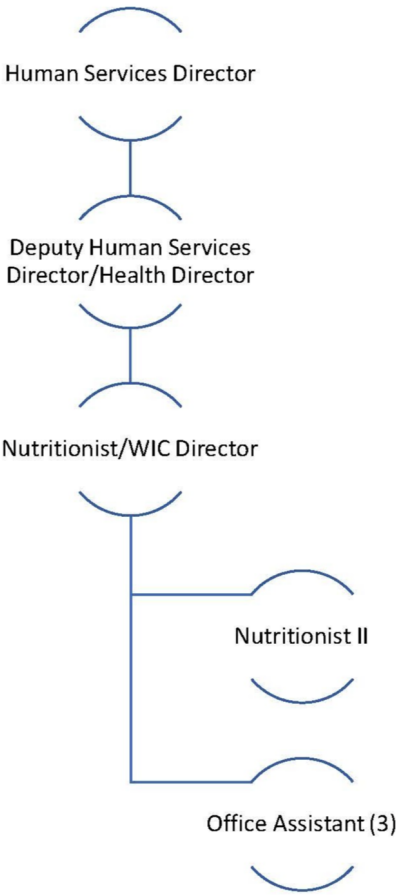 Human Services Director
Deputy Human Services
Director/Health Director
Nutritionist/WIC Director
Nutritionist II
Office Assistant (3)